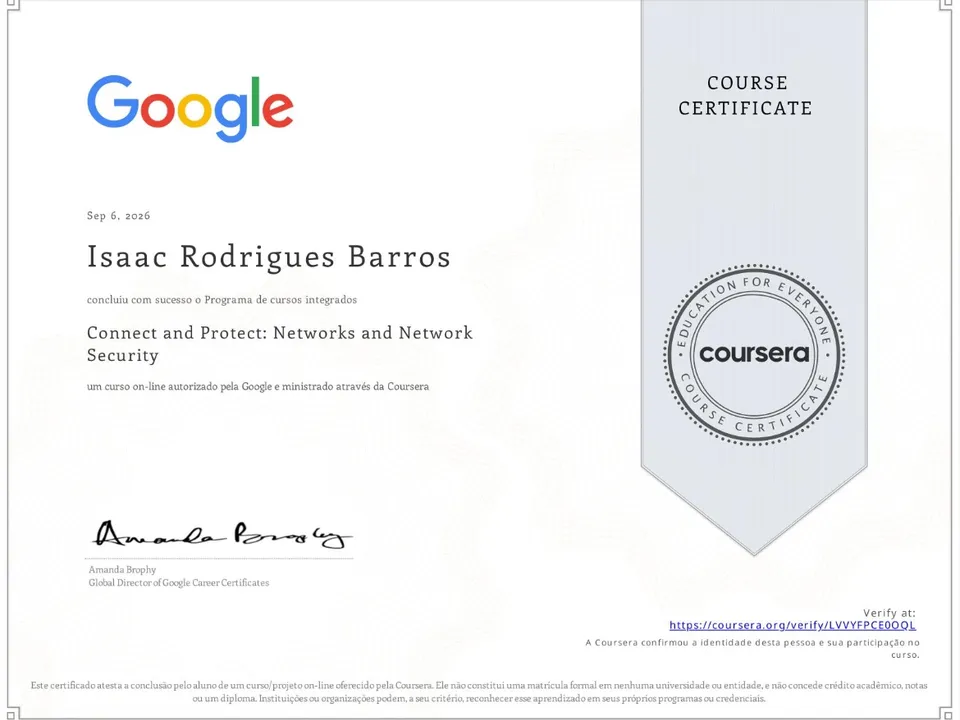 Google
COURSE
CERTIFICATE
Sep 6, 2026
Isaac Rodrigues Barros
concluiu com sucesso o Programa de cursos integrados
Connect and Protect: Networks and Network
Security
um curso on-line autorizado pela Google e ministrado através da Coursera
EDUCATION FOR EVERYONE
coursera
COURSE CERTIFICATE
Amanda Brophy
Amanda Brophy
Global Director of Google Career Certificates
Verify at:
https://coursera.org/verify/LVVYFPCE0OQL
A Coursera confirmou a identidade desta pessoa e sua participação no
curso.
Este certificado atesta a conclusão pelo aluno de um curso/projeto on-line oferecido pela Coursera. Ele não constitui uma matrícula formal em nenhuma universidade ou entidade, e não concede crédito acadêmico, notas
ou um diploma. Instituições ou organizações podem, a seu critério, reconhecer esse aprendizado em seus próprios programas ou credenciais.